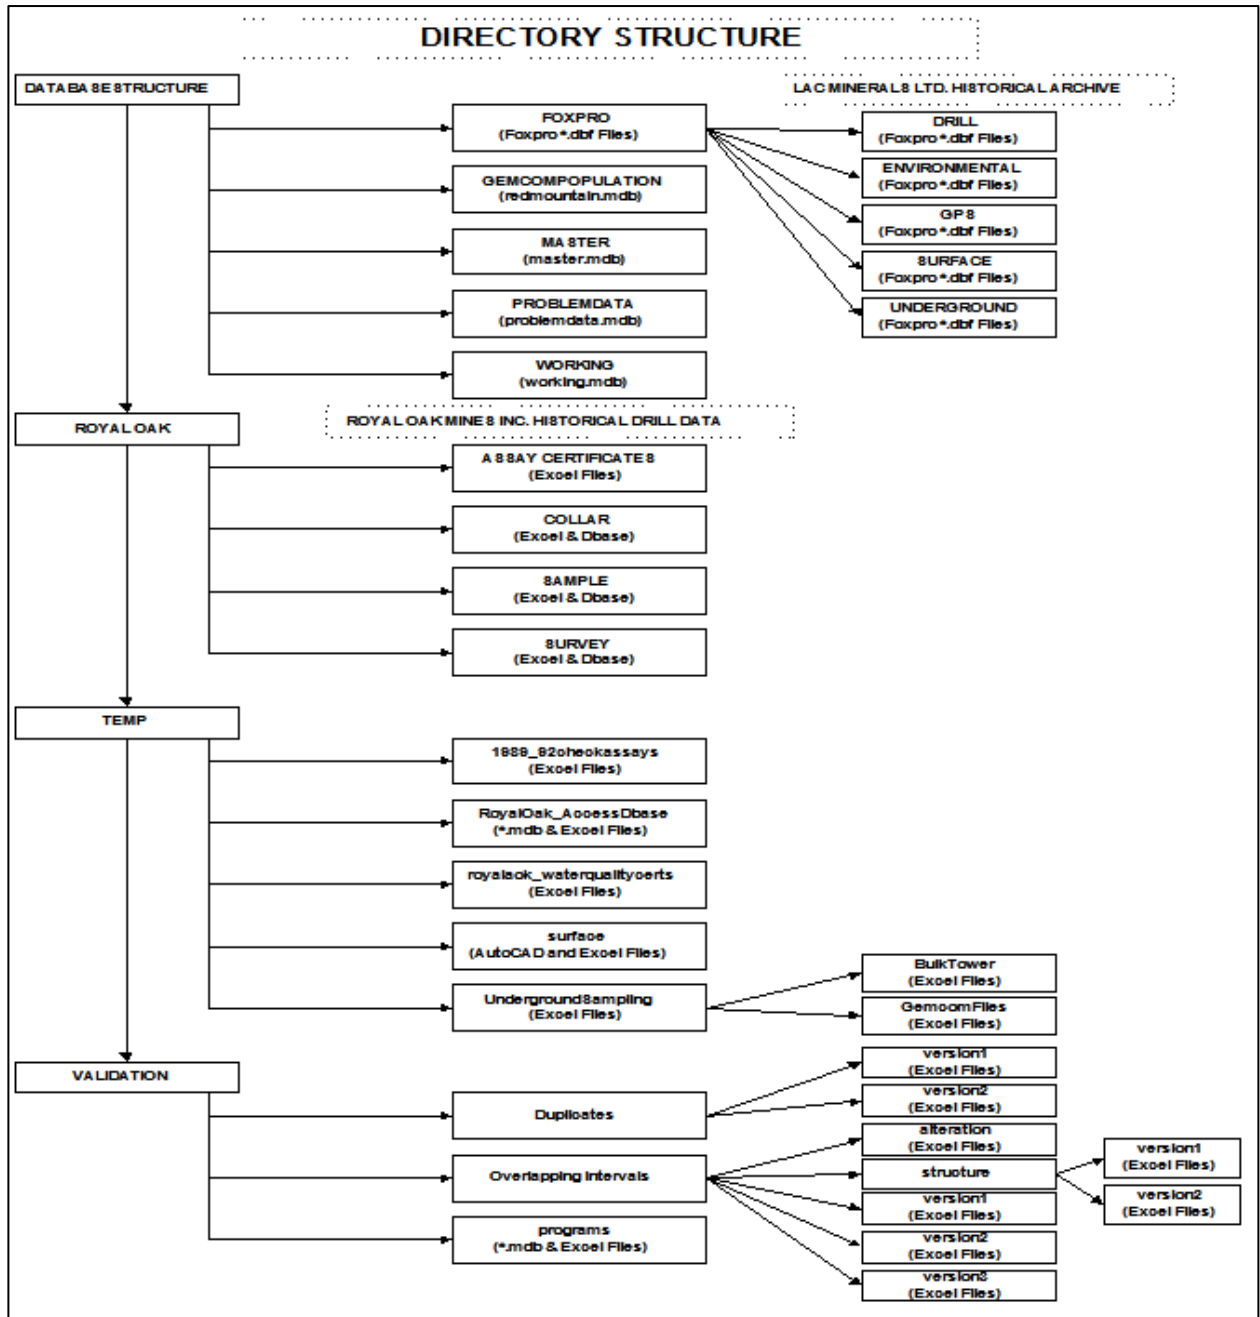 DIRECTORY STRUCTURE
DATABASESTRUCTURE
LAC MINERALS LTD. HISTORICAL ARCHIVE
FOXPRO
(Foxpro *.dbf Files)
DRILL
(Foxpro *.dbf Files)
ENVIRONMENTAL
(Foxpro *.dbf Files)
GEMCOMPOPULATION
(redmountain.mdb)
GPS
(Foxpro *.dbf Files)
MASTER
(master.mdb)
SURFACE
(Foxpro *.dbf Files)
PROBLEMDATA
(problemdata.mdb)
UNDERGROUND
(Foxpro *.dbf Files)
WORKING
(working.mdb)
ROYAL OAK
ROYAL OAK MINES INC. HISTORICAL DRILL DATA
ASSAY CERTIFICATES
(Excel Files)
COLLAR
(Excel & Dbase)
SAMPLE
(Excel & Dbase)
SURVEY
(Excel & Dbase)
TEMP
1989_92checkassays
(Excel Files)
RoyalOak_AccessDbase
(*.mdb & Excel Files)
royalaok_waterqualitycerts
(Excel Files)
surface
(AutoCAD and Excel Files)
UndergroundSampling
(Excel Files)
BulkTower
(Excel Files)
GemcomFiles
(Excel Files)
VALIDATION
Duplicates
version1
(Excel Files)
version2
(Excel Files)
Overlapping Intervals
alteration
(Excel Files)
structure
version1
(Excel Files)
version2
(Excel Files)
version1
(Excel Files)
version2
(Excel Files)
version3
(Excel Files)
programs
(*.mdb & Excel Files)